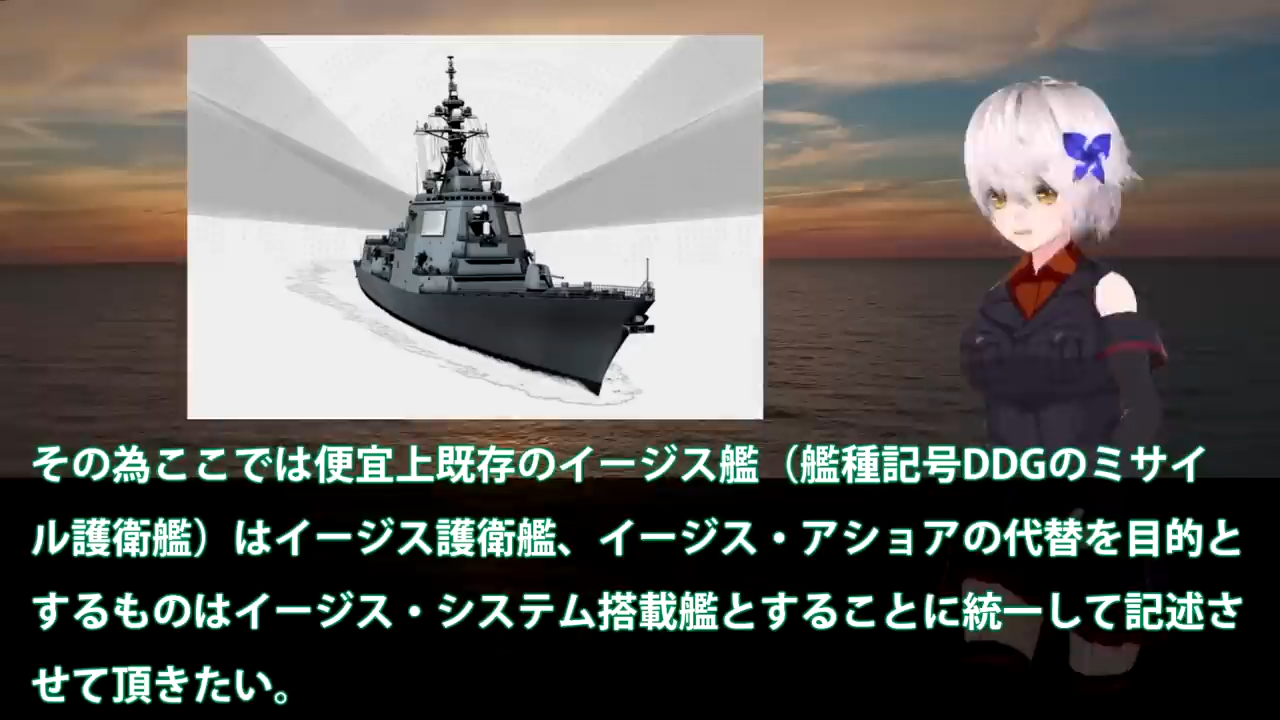 その為ここでは便宜上既存のイージス艦（艦種記号DDGのミサイ
ル護衛艦）はイージス護衛艦、イージス・アショアの代替を目的と
するものはイージス・システム搭載艦とすることに統一して記述さ
せて頂きたい。